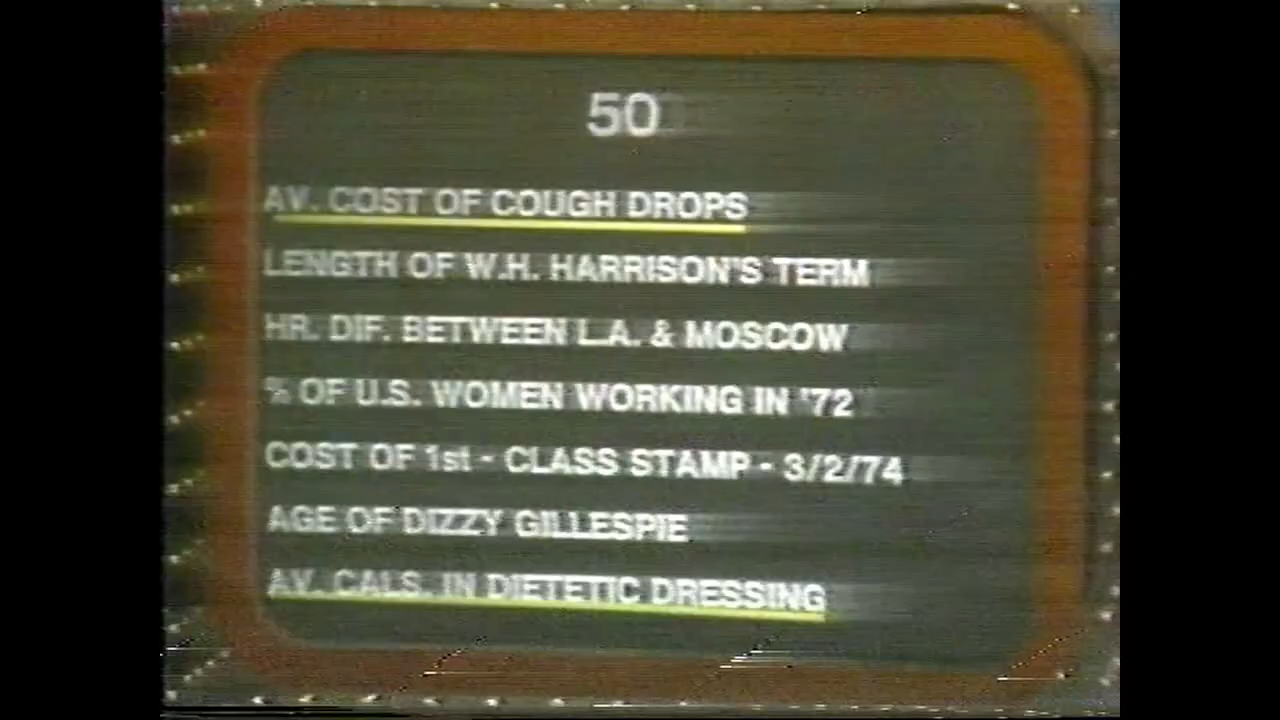 50
AV. COST OF COUGH DROPS
LENGTH OF W.H. HARRISON'S TERM
HR. DIF. BETWEEN L.A. & MOSCOW
% OF U.S. WOMEN WORKING IN '72
COST OF 1st - CLASS STAMP - 3/2/74
AGE OF DIZZY GILLESPIE
AV. CALS. IN DIETETIC DRESSING